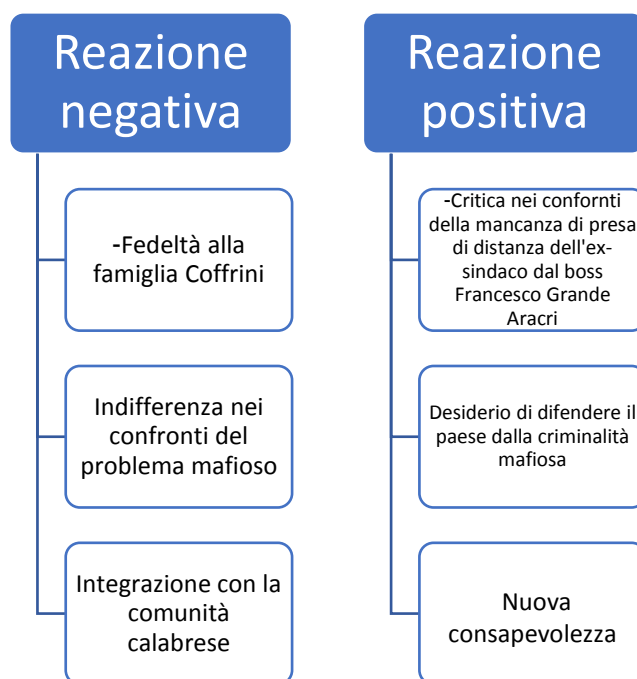 Reazione
negativa
-Fedeltà alla
famiglia Coffrini
Indifferenza nei
confronti del
problema mafioso
Integrazione con la
comunità
calabrese
Reazione
positiva
-Critica nei confornti
della mancanza di presa
di distanza dell'ex-
sindaco dal boss
Francesco Grande
Aracri
Desiderio di difendere il
paese dalla criminalità
mafiosa
Nuova
consapevolezza